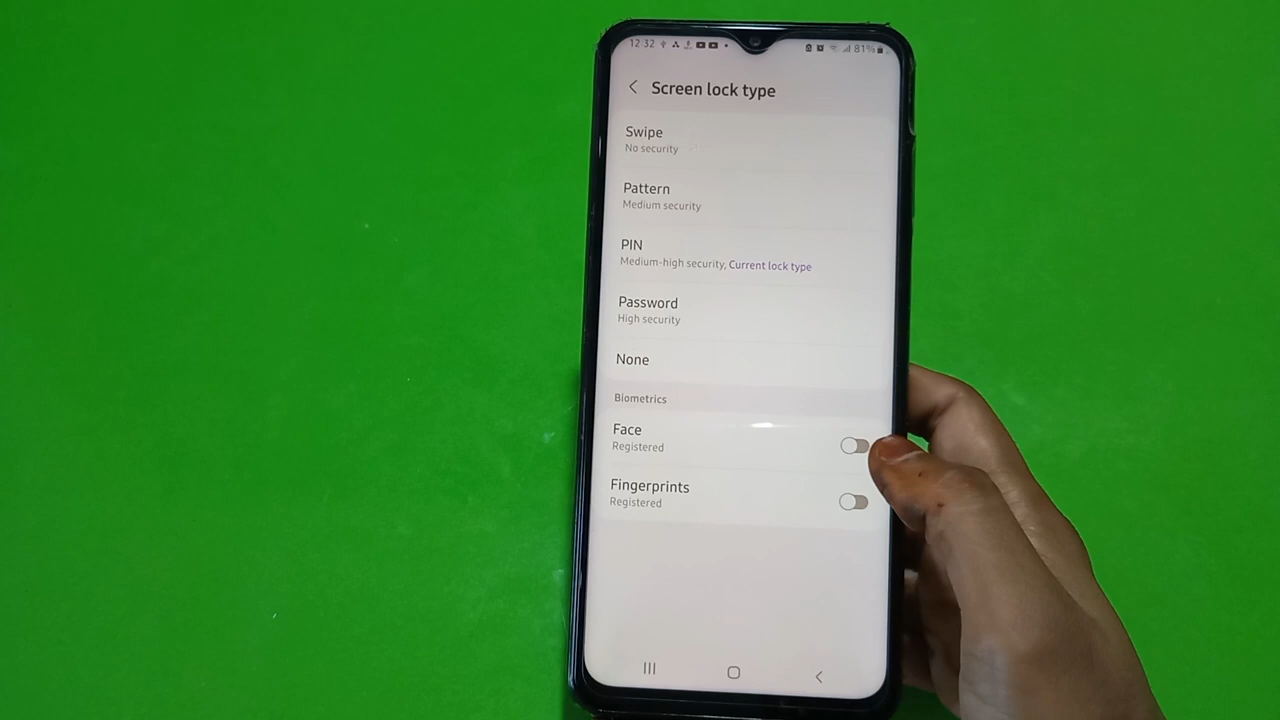 12:32 81%
Screen lock type
Swipe
No security
Pattern
Medium security
PIN
Medium-high security, Current lock type
Password
High security
None
Biometrics
Face
Registered
Fingerprints
Registered